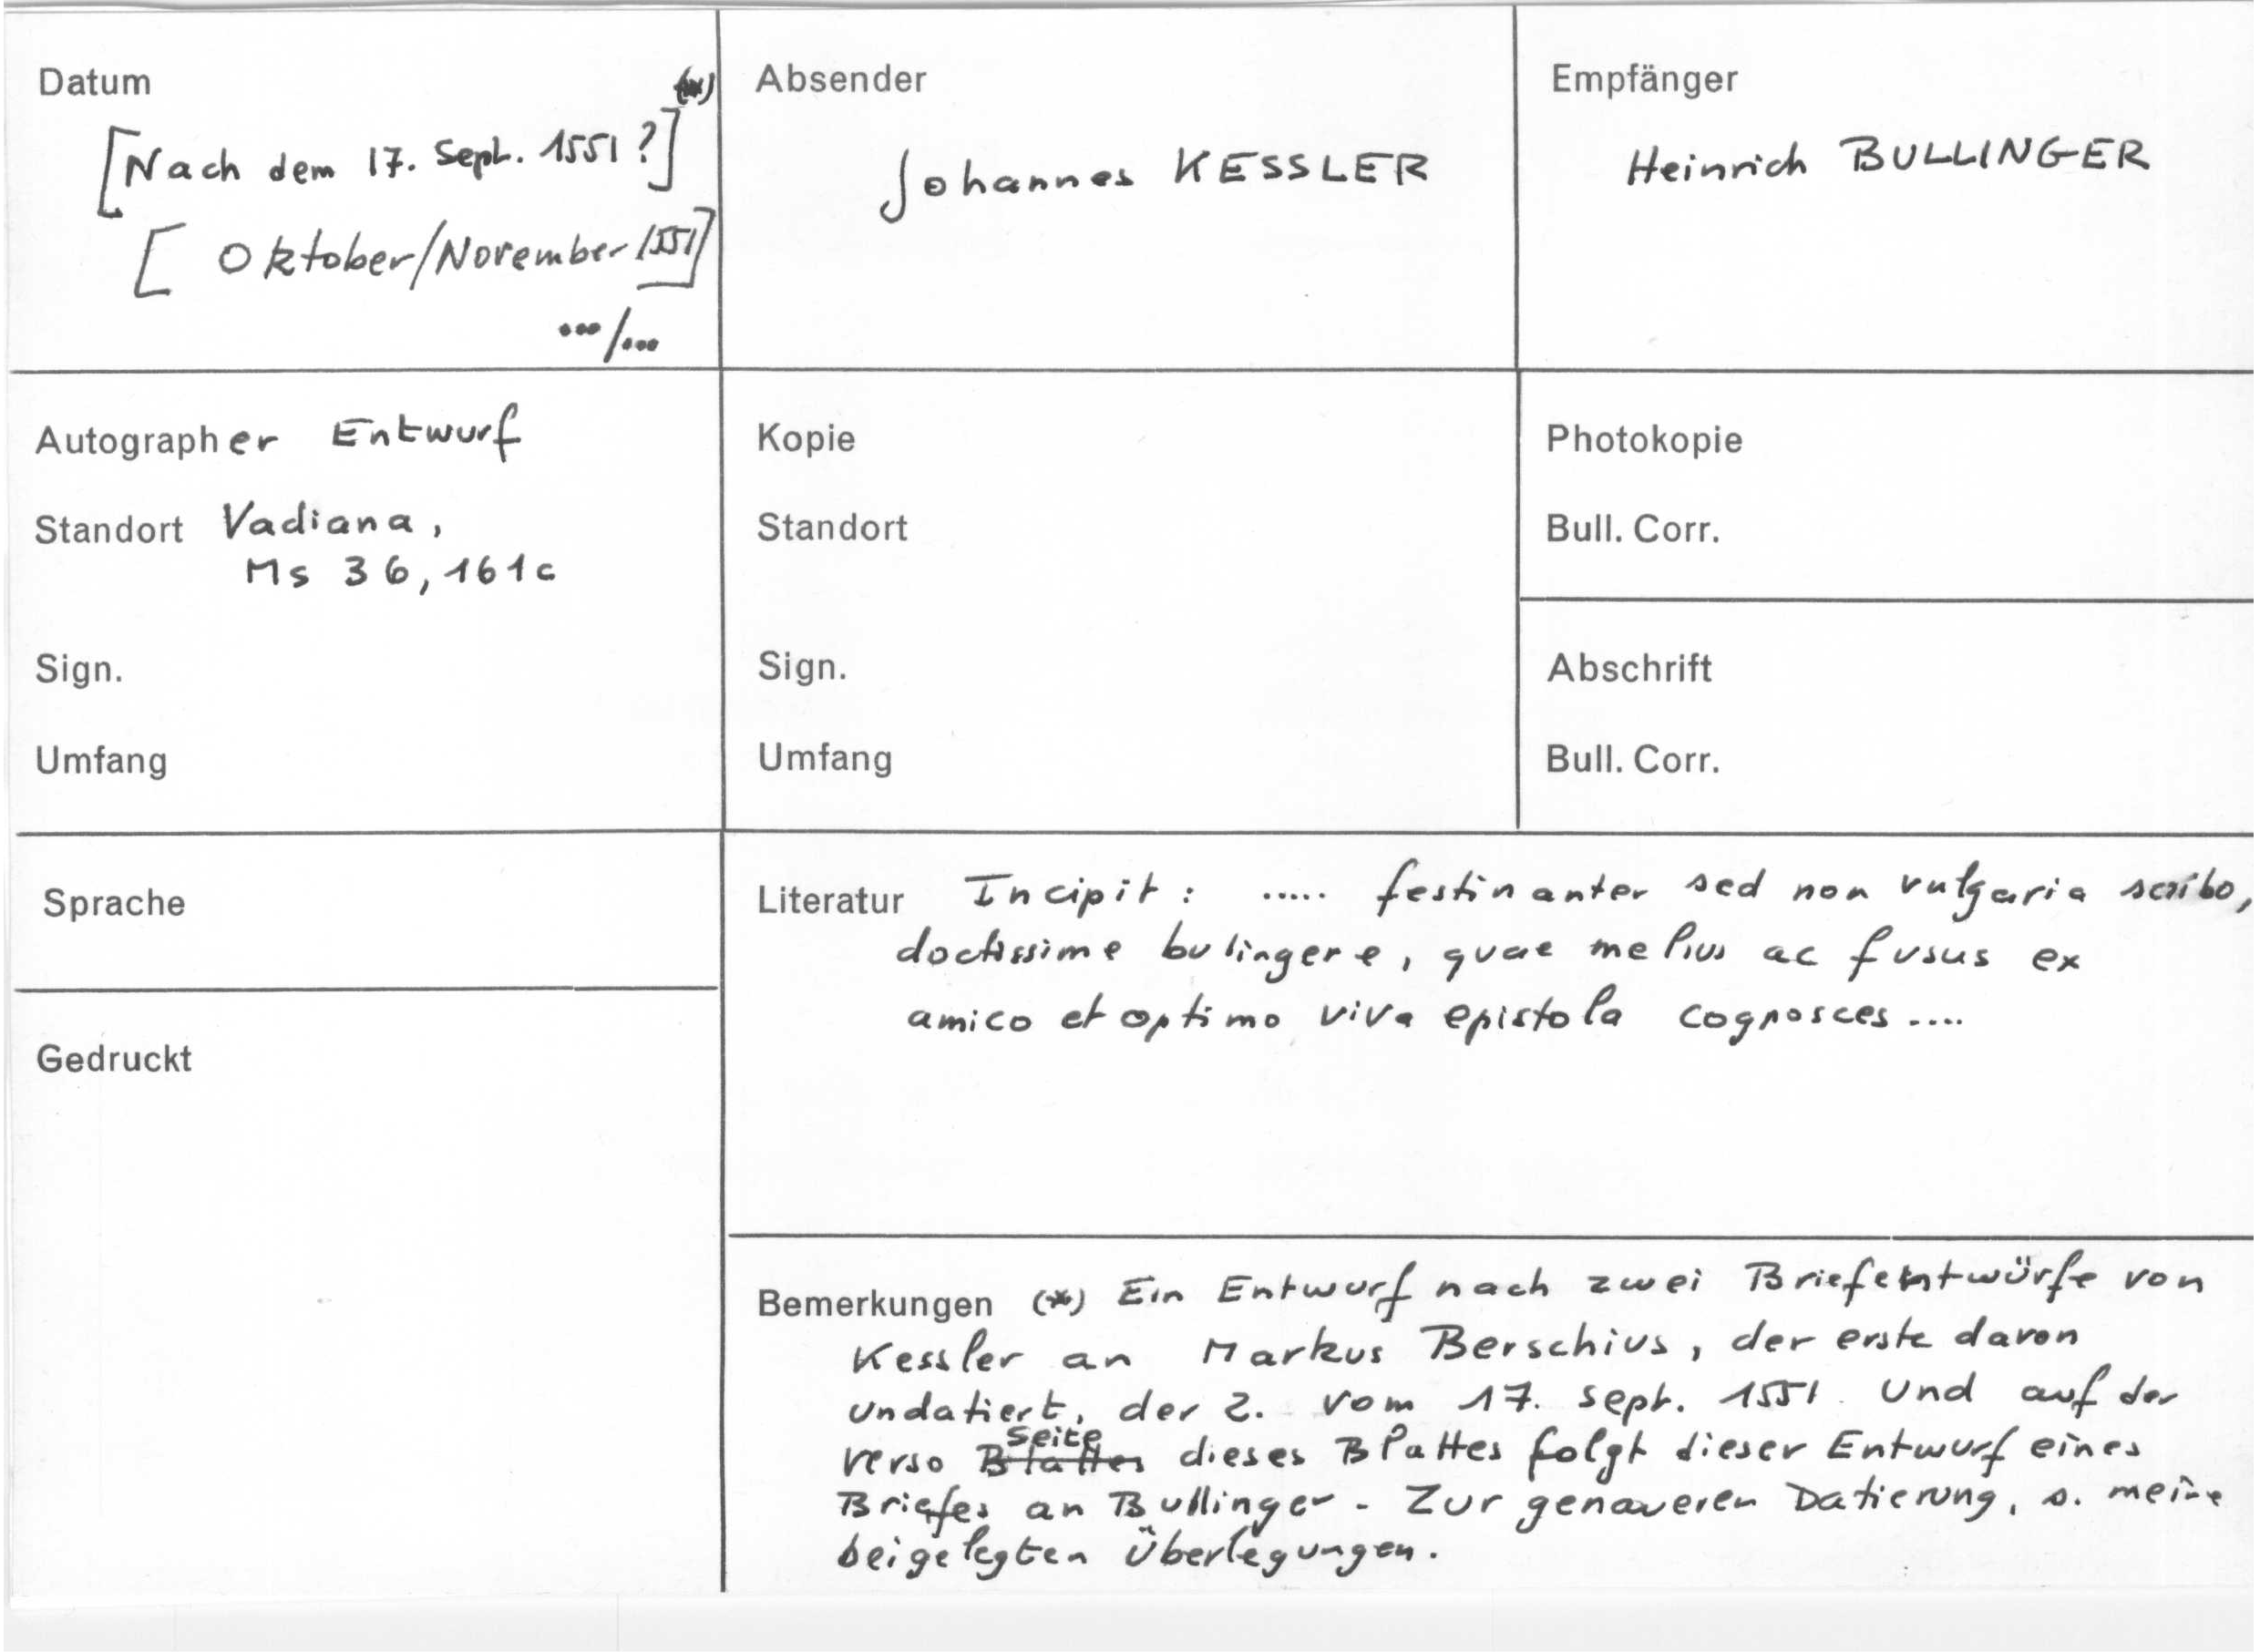 Datum (*)
[Nach dem 17. Sept. 1551?]
[Oktober/November 1551]
.../...
Absender
Johannes KESSLER
Empfänger
Heinrich BULLINGER
Autographer Entwurf
Standort Vadiana,
Ms 36, 161c
Sign.
Umfang
Kopie
Standort
Sign.
Umfang
Photokopie
Bull. Corr.
Abschrift
Bull. Corr.
Sprache
Gedruckt
Literatur Incipit: ..... festinanter sed non vulgaria scribo,
doctissime bulingere, quae melius ac fusus ex
amico et optimo viva epistola cognosces ....
Bemerkungen (*) Ein Entwurf nach zwei Briefentwürfe von
Kessler an Markus Berschius, der erste davon
undatiert, der 2. vom 17. sept. 1551. Und auf der
verso Blattes Seite dieses Blattes folgt dieser Entwurf eines
Briefes an Bullinger. Zur genaueren Datierung, s. meine
beigelegten Überlegungen.